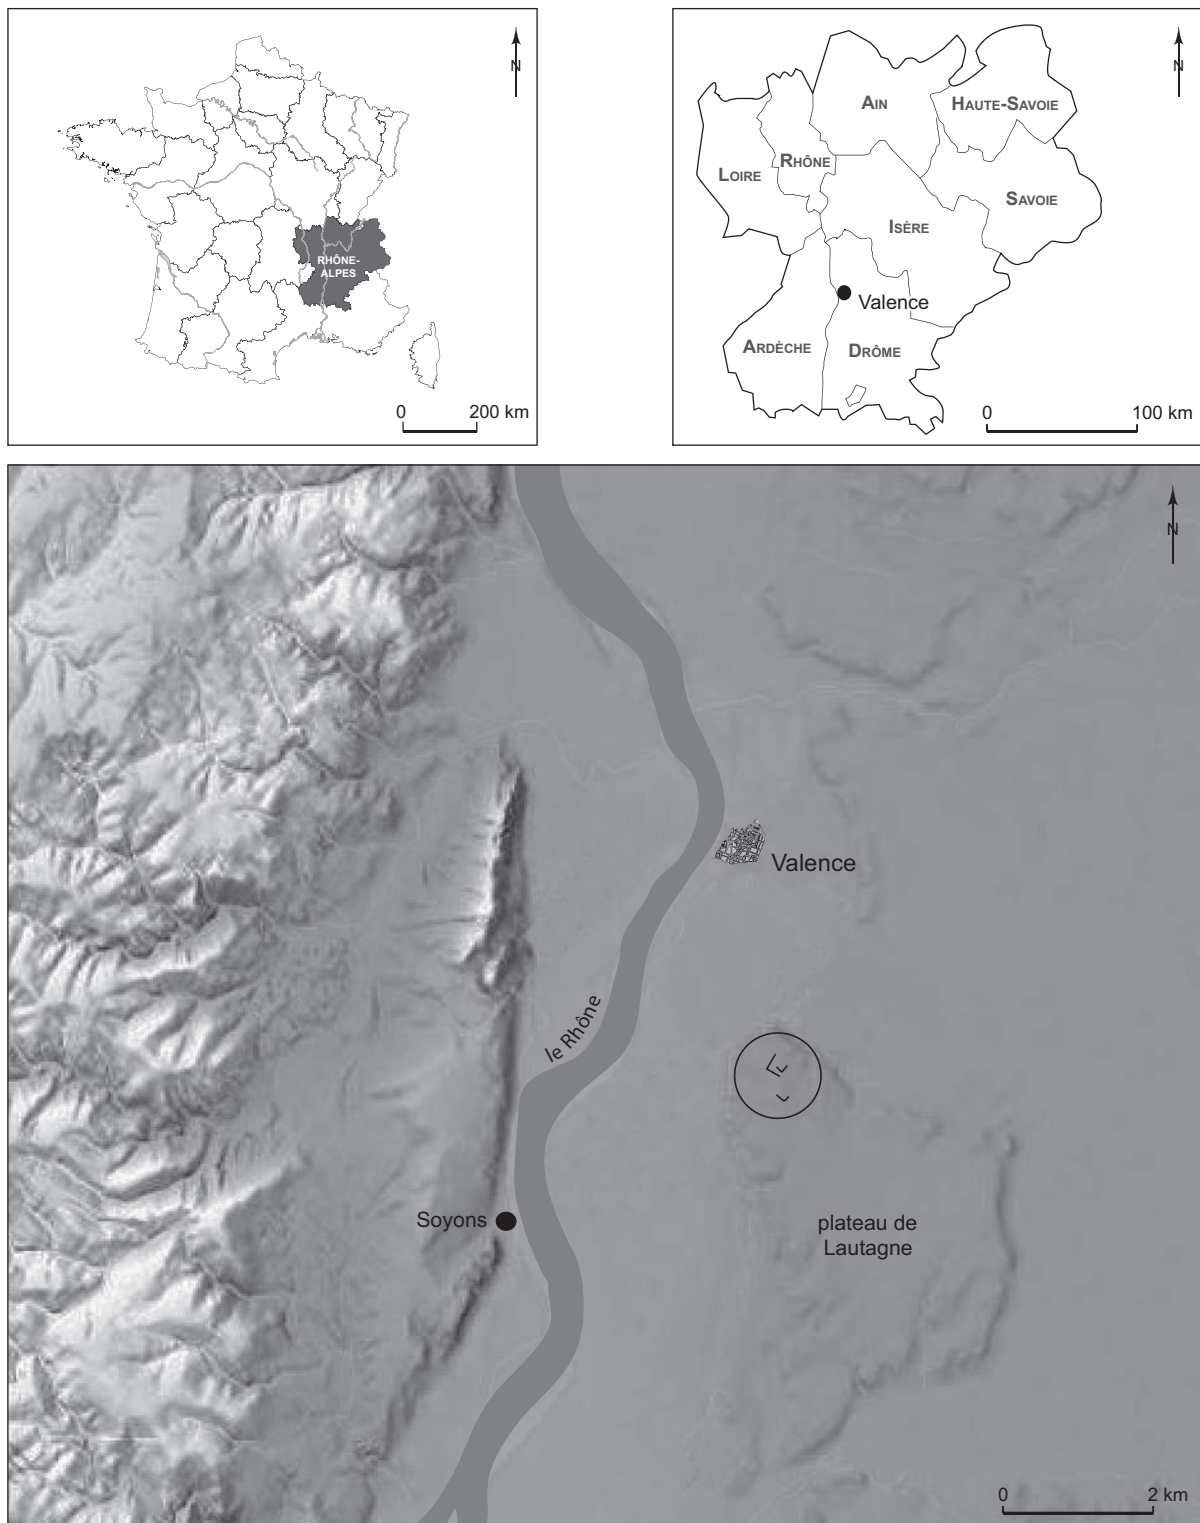 N
RHÔNE-
ALPES
0 200 km
N
AIN
HAUTE-SAVOIE
RHÔNE
LOIRE
SAVOIE
ISÈRE
Valence
ARDÈCHE
DRÔME
0 100 km
N
Valence
le Rhône
Soyons
plateau de
Lautagne
0 2 km